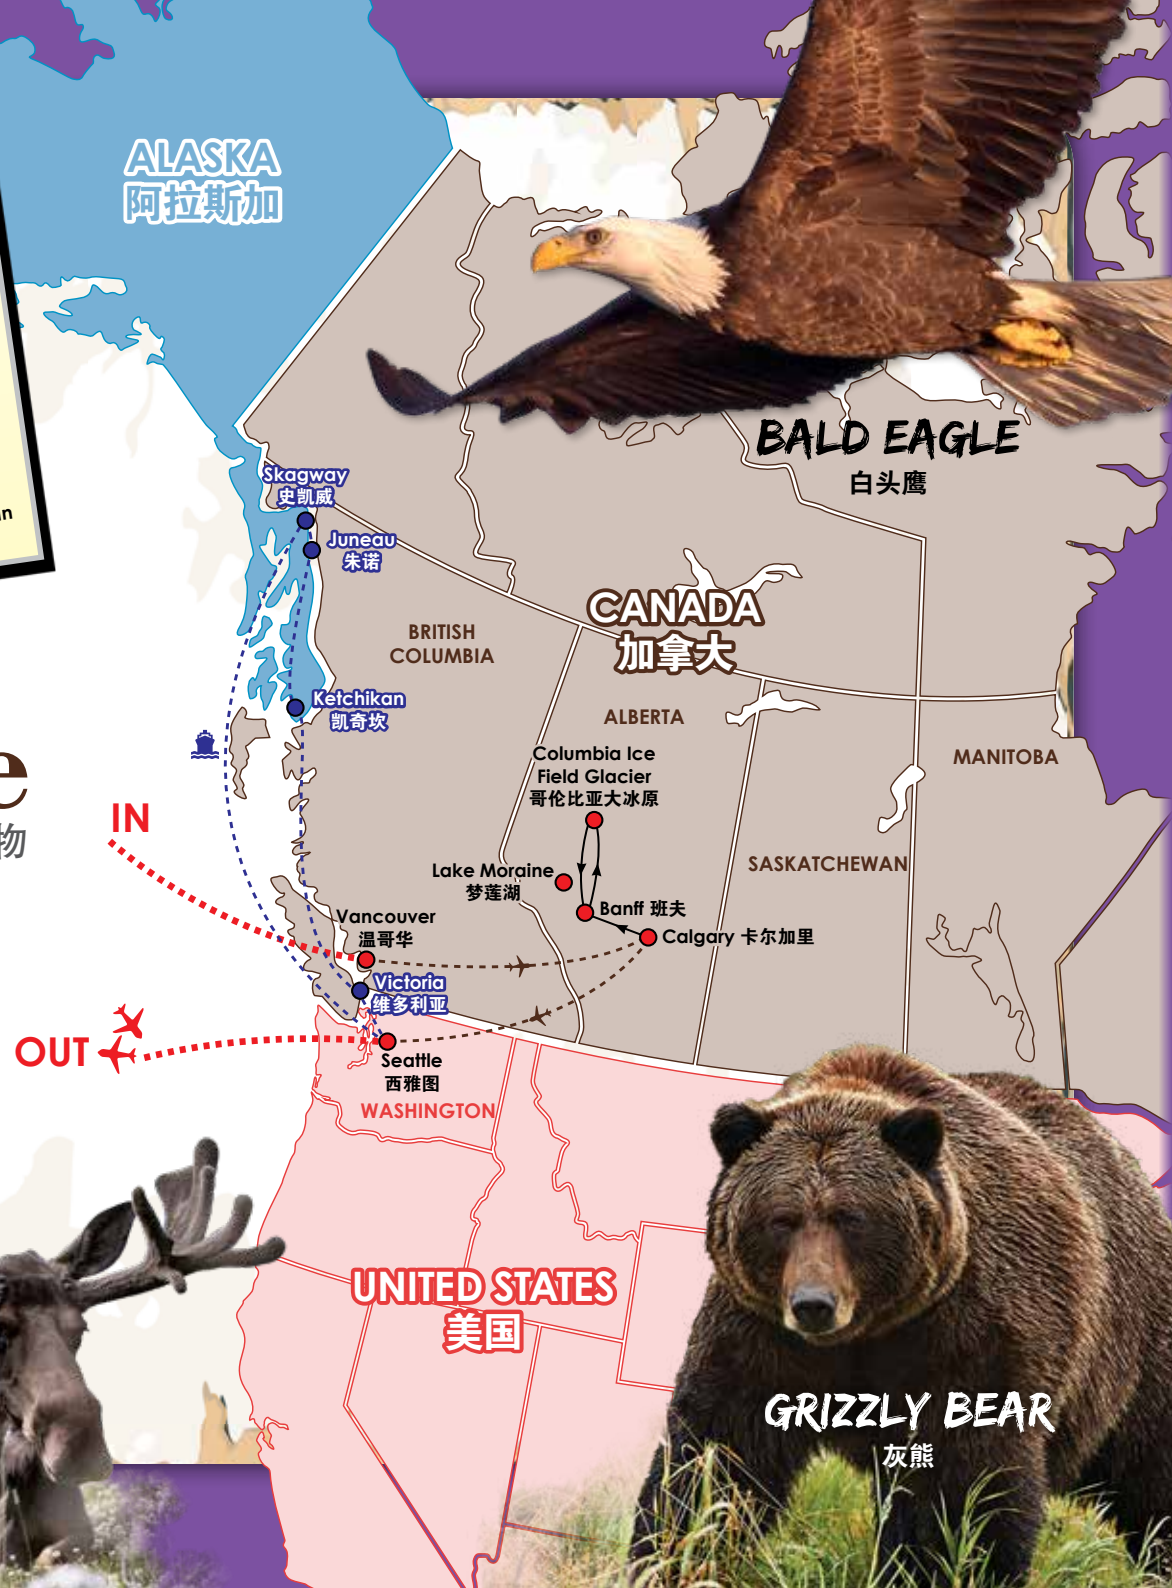 ALASKA
阿拉斯加
BALD EAGLE
白头鹰
Skagway
史凯威
Juneau
朱诺
CANADA
加拿大
BRITISH
COLUMBIA
Ketchikan
凯奇坎
ALBERTA
Columbia Ice
Field Glacier
哥伦比亚大冰原
MANITOBA
IN
物
SASKATCHEWAN
Lake Moraine
梦莲湖
Banff 班夫
Vancouver
温哥华
Calgary 卡尔加里
Victoria
维多利亚
OUT
Seattle
西雅图
WASHINGTON
UNITED STATES
美国
GRIZZLY BEAR
灰熊